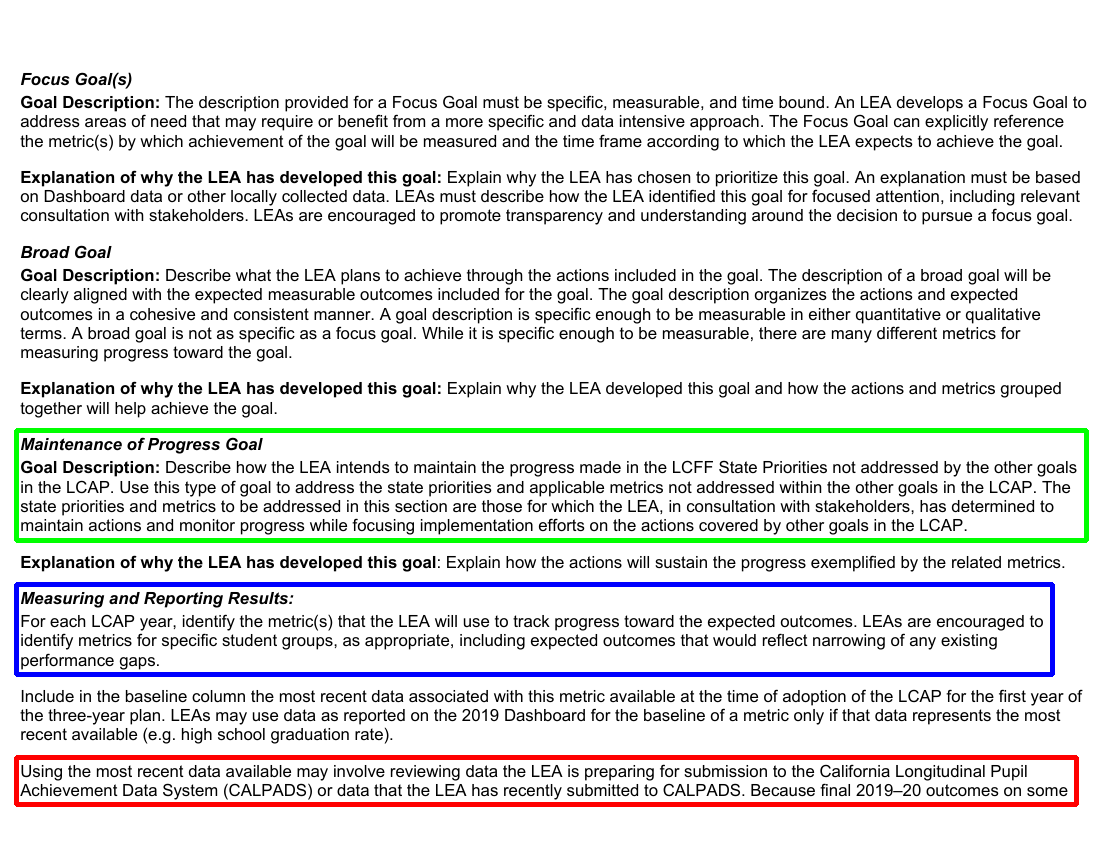 Focus Goal(s)
Goal Description: The description provided for a Focus Goal must be specific, measurable, and time bound. An LEA develops a Focus Goal to
address areas of need that may require or benefit from a more specific and data intensive approach. The Focus Goal can explicitly reference
the metric(s) by which achievement of the goal will be measured and the time frame according to which the LEA expects to achieve the goal.
Explanation of why the LEA has developed this goal: Explain why the LEA has chosen to prioritize this goal. An explanation must be based
on Dashboard data or other locally collected data. LEAs must describe how the LEA identified this goal for focused attention, including relevant
consultation with stakeholders. LEAs are encouraged to promote transparency and understanding around the decision to pursue a focus goal.
Broad Goal
Goal Description: Describe what the LEA plans to achieve through the actions included in the goal. The description of a broad goal will be
clearly aligned with the expected measurable outcomes included for the goal. The goal description organizes the actions and expected
outcomes in a cohesive and consistent manner. A goal description is specific enough to be measurable in either quantitative or qualitative
terms. A broad goal is not as specific as a focus goal. While it is specific enough to be measurable, there are many different metrics for
measuring progress toward the goal.
Explanation of why the LEA has developed this goal: Explain why the LEA developed this goal and how the actions and metrics grouped
together will help achieve the goal.
Maintenance of Progress Goal
Goal Description: Describe how the LEA intends to maintain the progress made in the LCFF State Priorities not addressed by the other goals
in the LCAP. Use this type of goal to address the state priorities and applicable metrics not addressed within the other goals in the LCAP. The
state priorities and metrics to be addressed in this section are those for which the LEA, in consultation with stakeholders, has determined to
maintain actions and monitor progress while focusing implementation efforts on the actions covered by other goals in the LCAP.
Explanation of why the LEA has developed this goal: Explain how the actions will sustain the progress exemplified by the related metrics.
Measuring and Reporting Results:
For each LCAP year, identify the metric(s) that the LEA will use to track progress toward the expected outcomes. LEAs are encouraged to
identify metrics for specific student groups, as appropriate, including expected outcomes that would reflect narrowing of any existing
performance gaps.
Include in the baseline column the most recent data associated with this metric available at the time of adoption of the LCAP for the first year of
the three-year plan. LEAs may use data as reported on the 2019 Dashboard for the baseline of a metric only if that data represents the most
recent available (e.g. high school graduation rate).
Using the most recent data available may involve reviewing data the LEA is preparing for submission to the California Longitudinal Pupil
Achievement Data System (CALPADS) or data that the LEA has recently submitted to CALPADS. Because final 2019–20 outcomes on some